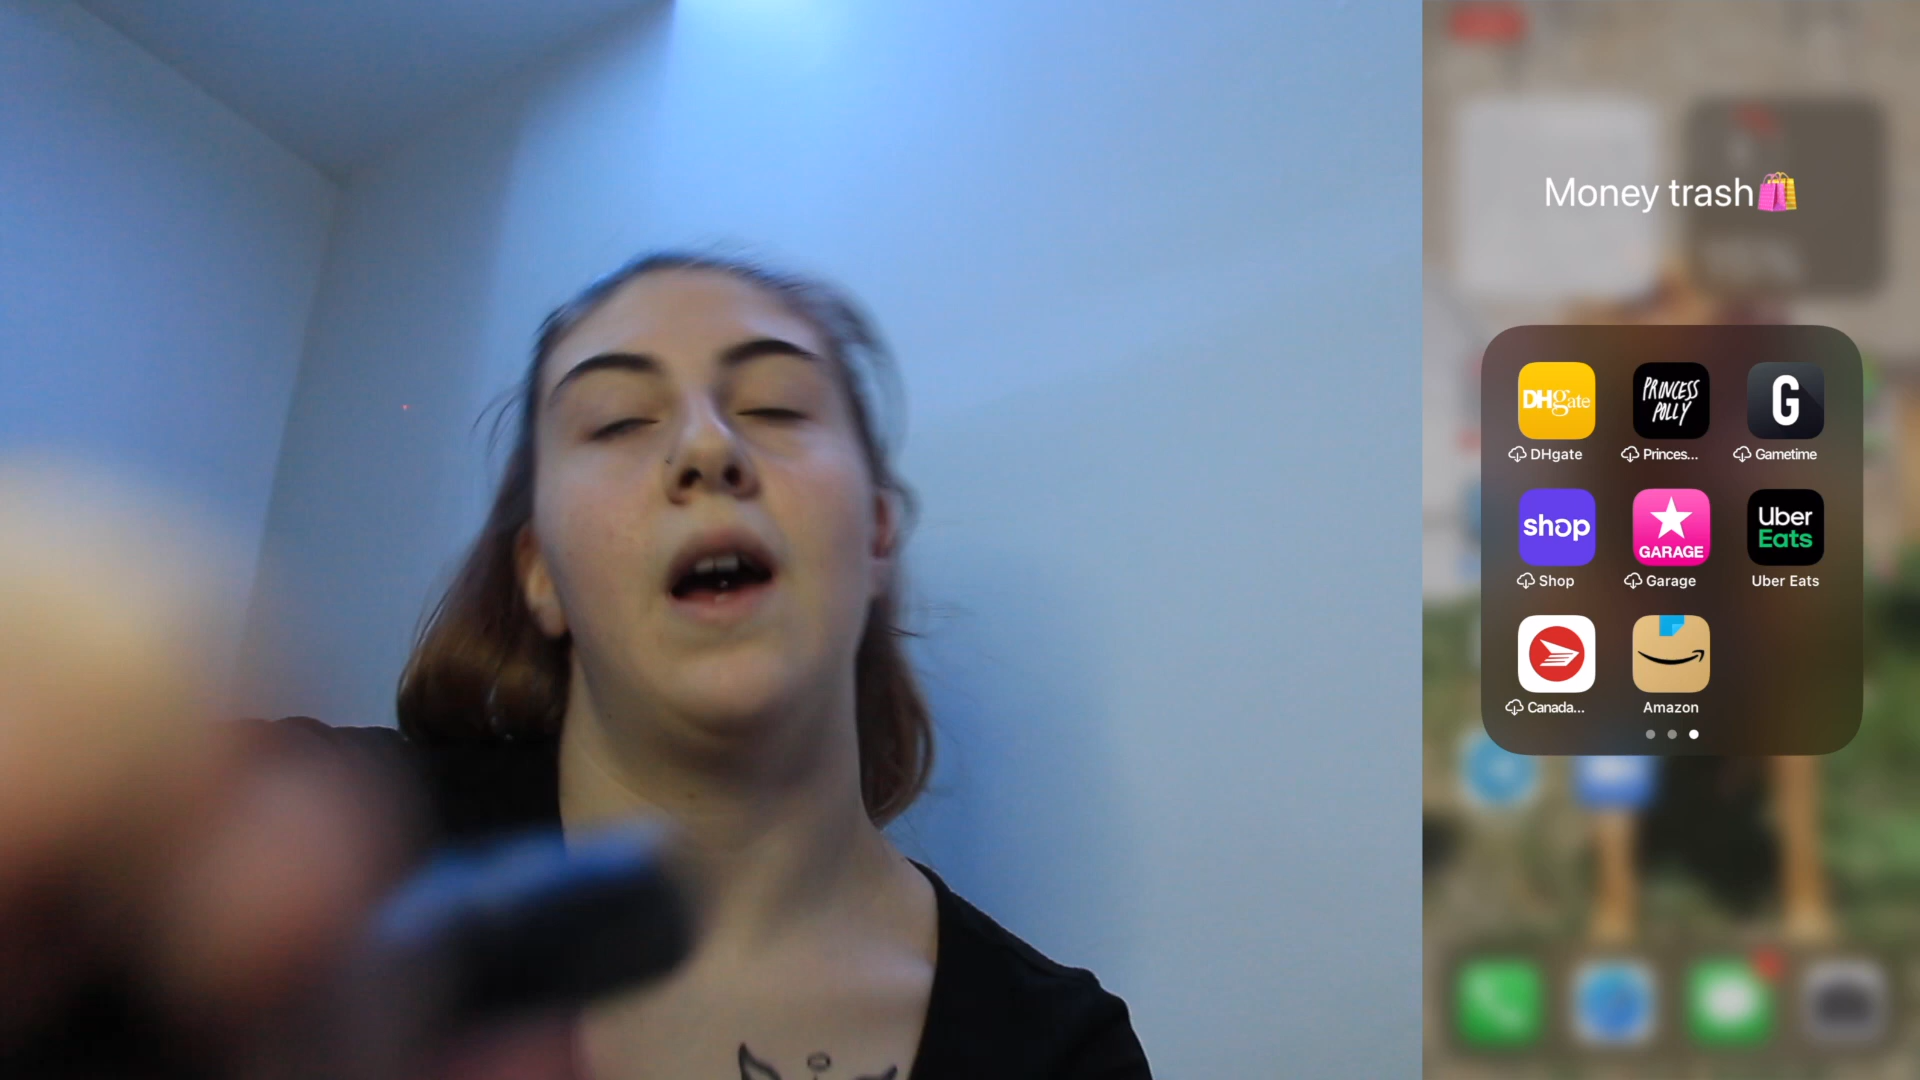 Money trash🛍️
DHgate
PRINCESS
POLLY
G
DHgate
Princes...
Gametime
shop
GARAGE
Uber
Eats
Shop
Garage
Uber Eats
Canada...
Amazon